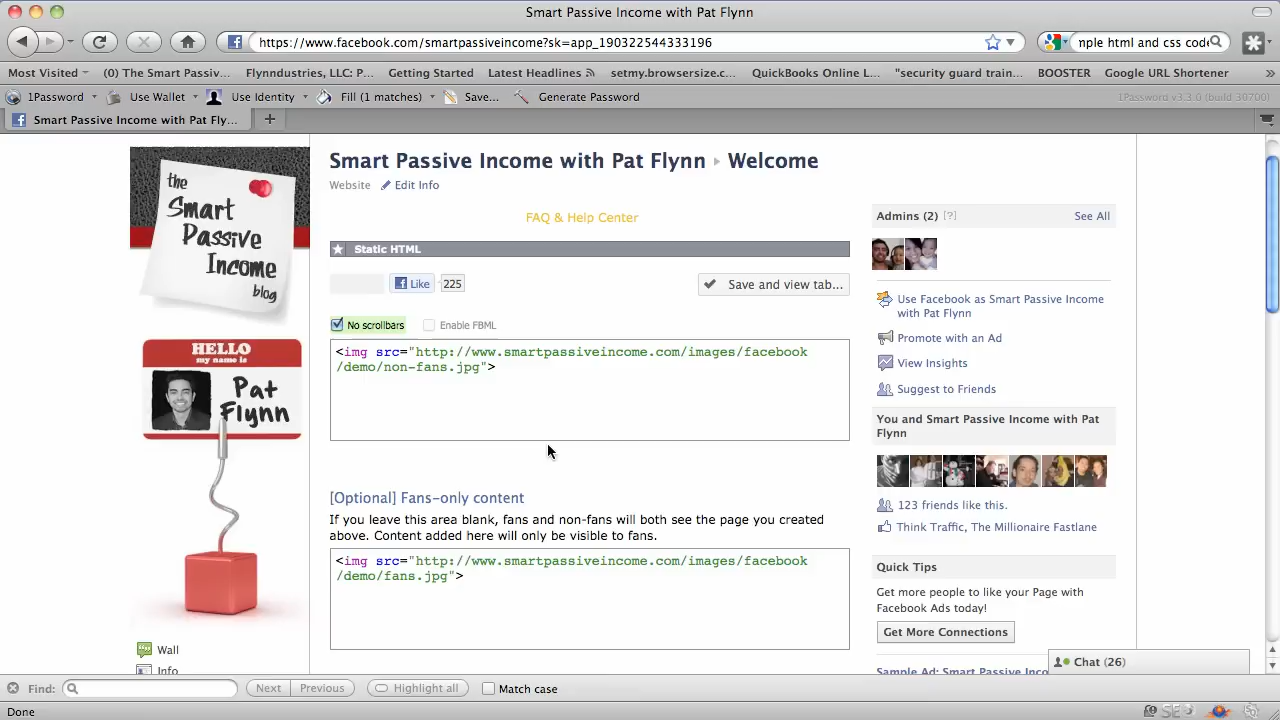 Smart Passive Income with Pat Flynn
https://www.facebook.com/smartpassiveincome?sk=app_190322544333196
nple html and css code
Most Visited
(0) The Smart Passiv...
Flynndustries, LLC: P...
Getting Started
Latest Headlines
setmy.browsersize.c...
QuickBooks Online L...
"security guard train...
BOOSTER
Google URL Shortener
»
1Password
Use Wallet
Use Identity
Fill (1 matches)
Save...
Generate Password
1Password v3.3.0 (build 30700)
Smart Passive Income with Pat Fly...
the
Smart
Passive
Income
blog
HELLO
my name is
Pat
Flynn
Wall
Info
Smart Passive Income with Pat Flynn ▸ Welcome
Website Edit Info
FAQ & Help Center
Static HTML
Like 225
Save and view tab...
No scrollbars Enable FBML
<img src="http://www.smartpassiveincome.com/images/facebook
/demo/non-fans.jpg">
[Optional] Fans-only content
If you leave this area blank, fans and non-fans will both see the page you created
above. Content added here will only be visible to fans.
<img src="http://www.smartpassiveincome.com/images/facebook
/demo/fans.jpg">
Admins (2) [?] See All
Use Facebook as Smart Passive Income
with Pat Flynn
Promote with an Ad
View Insights
Suggest to Friends
You and Smart Passive Income with Pat
Flynn
123 friends like this.
Think Traffic, The Millionaire Fastlane
Quick Tips
Get more people to like your Page with
Facebook Ads today!
Get More Connections
Sample Ad: Smart Passive Inco
Chat (26)
Find: Next Previous Highlight all Match case
Done